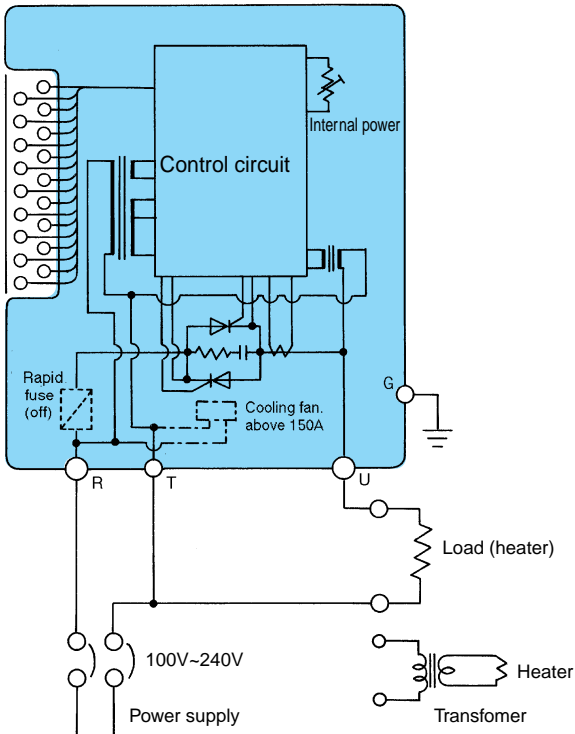 Internal power
Control circuit
Rapid
fuse
(off)
Cooling fan.
above 150A
G
R
T
U
Load (heater)
100V~240V
Heater
Power supply
Transfomer